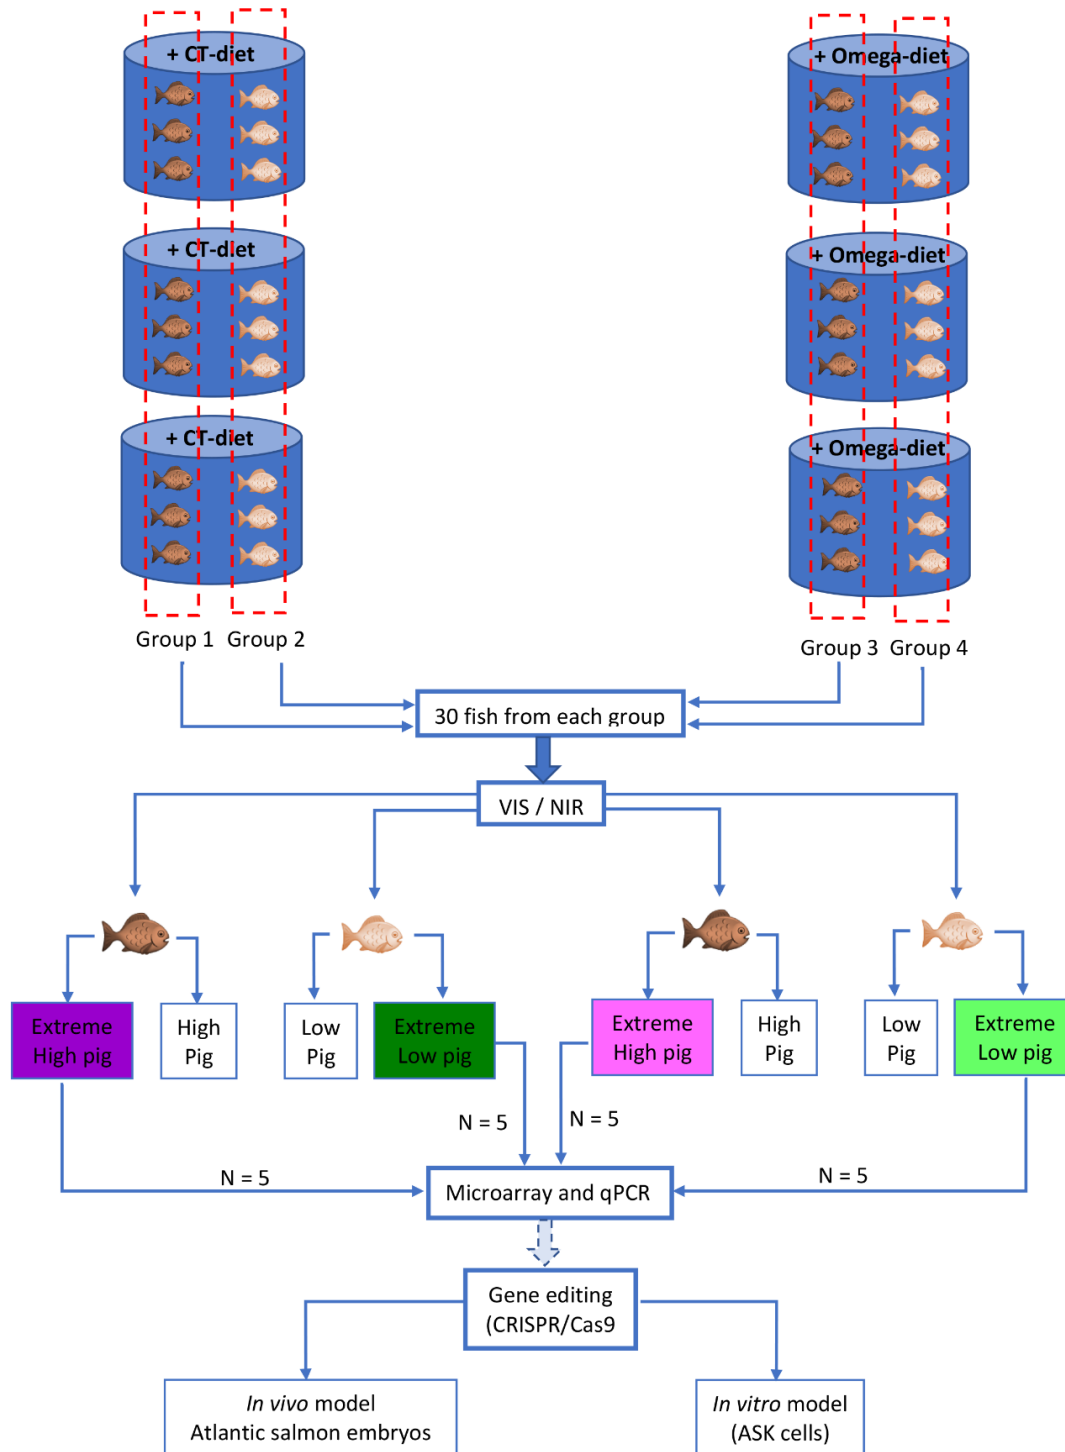 + CT-diet
+ Omega-diet
+ CT-diet
+ Omega-diet
+ CT-diet
+ Omega-diet
Group 1
Group 2
Group 3
Group 4
30 fish from each group
VIS / NIR
Extreme
High pig
High
Pig
Low
Pig
Extreme
Low pig
Extreme
High pig
High
Pig
Low
Pig
Extreme
Low pig
N = 5
N = 5
N = 5
N = 5
Microarray and qPCR
Gene editing
(CRISPR/Cas9
In vivo model
Atlantic salmon embryos
In vitro model
(ASK cells)